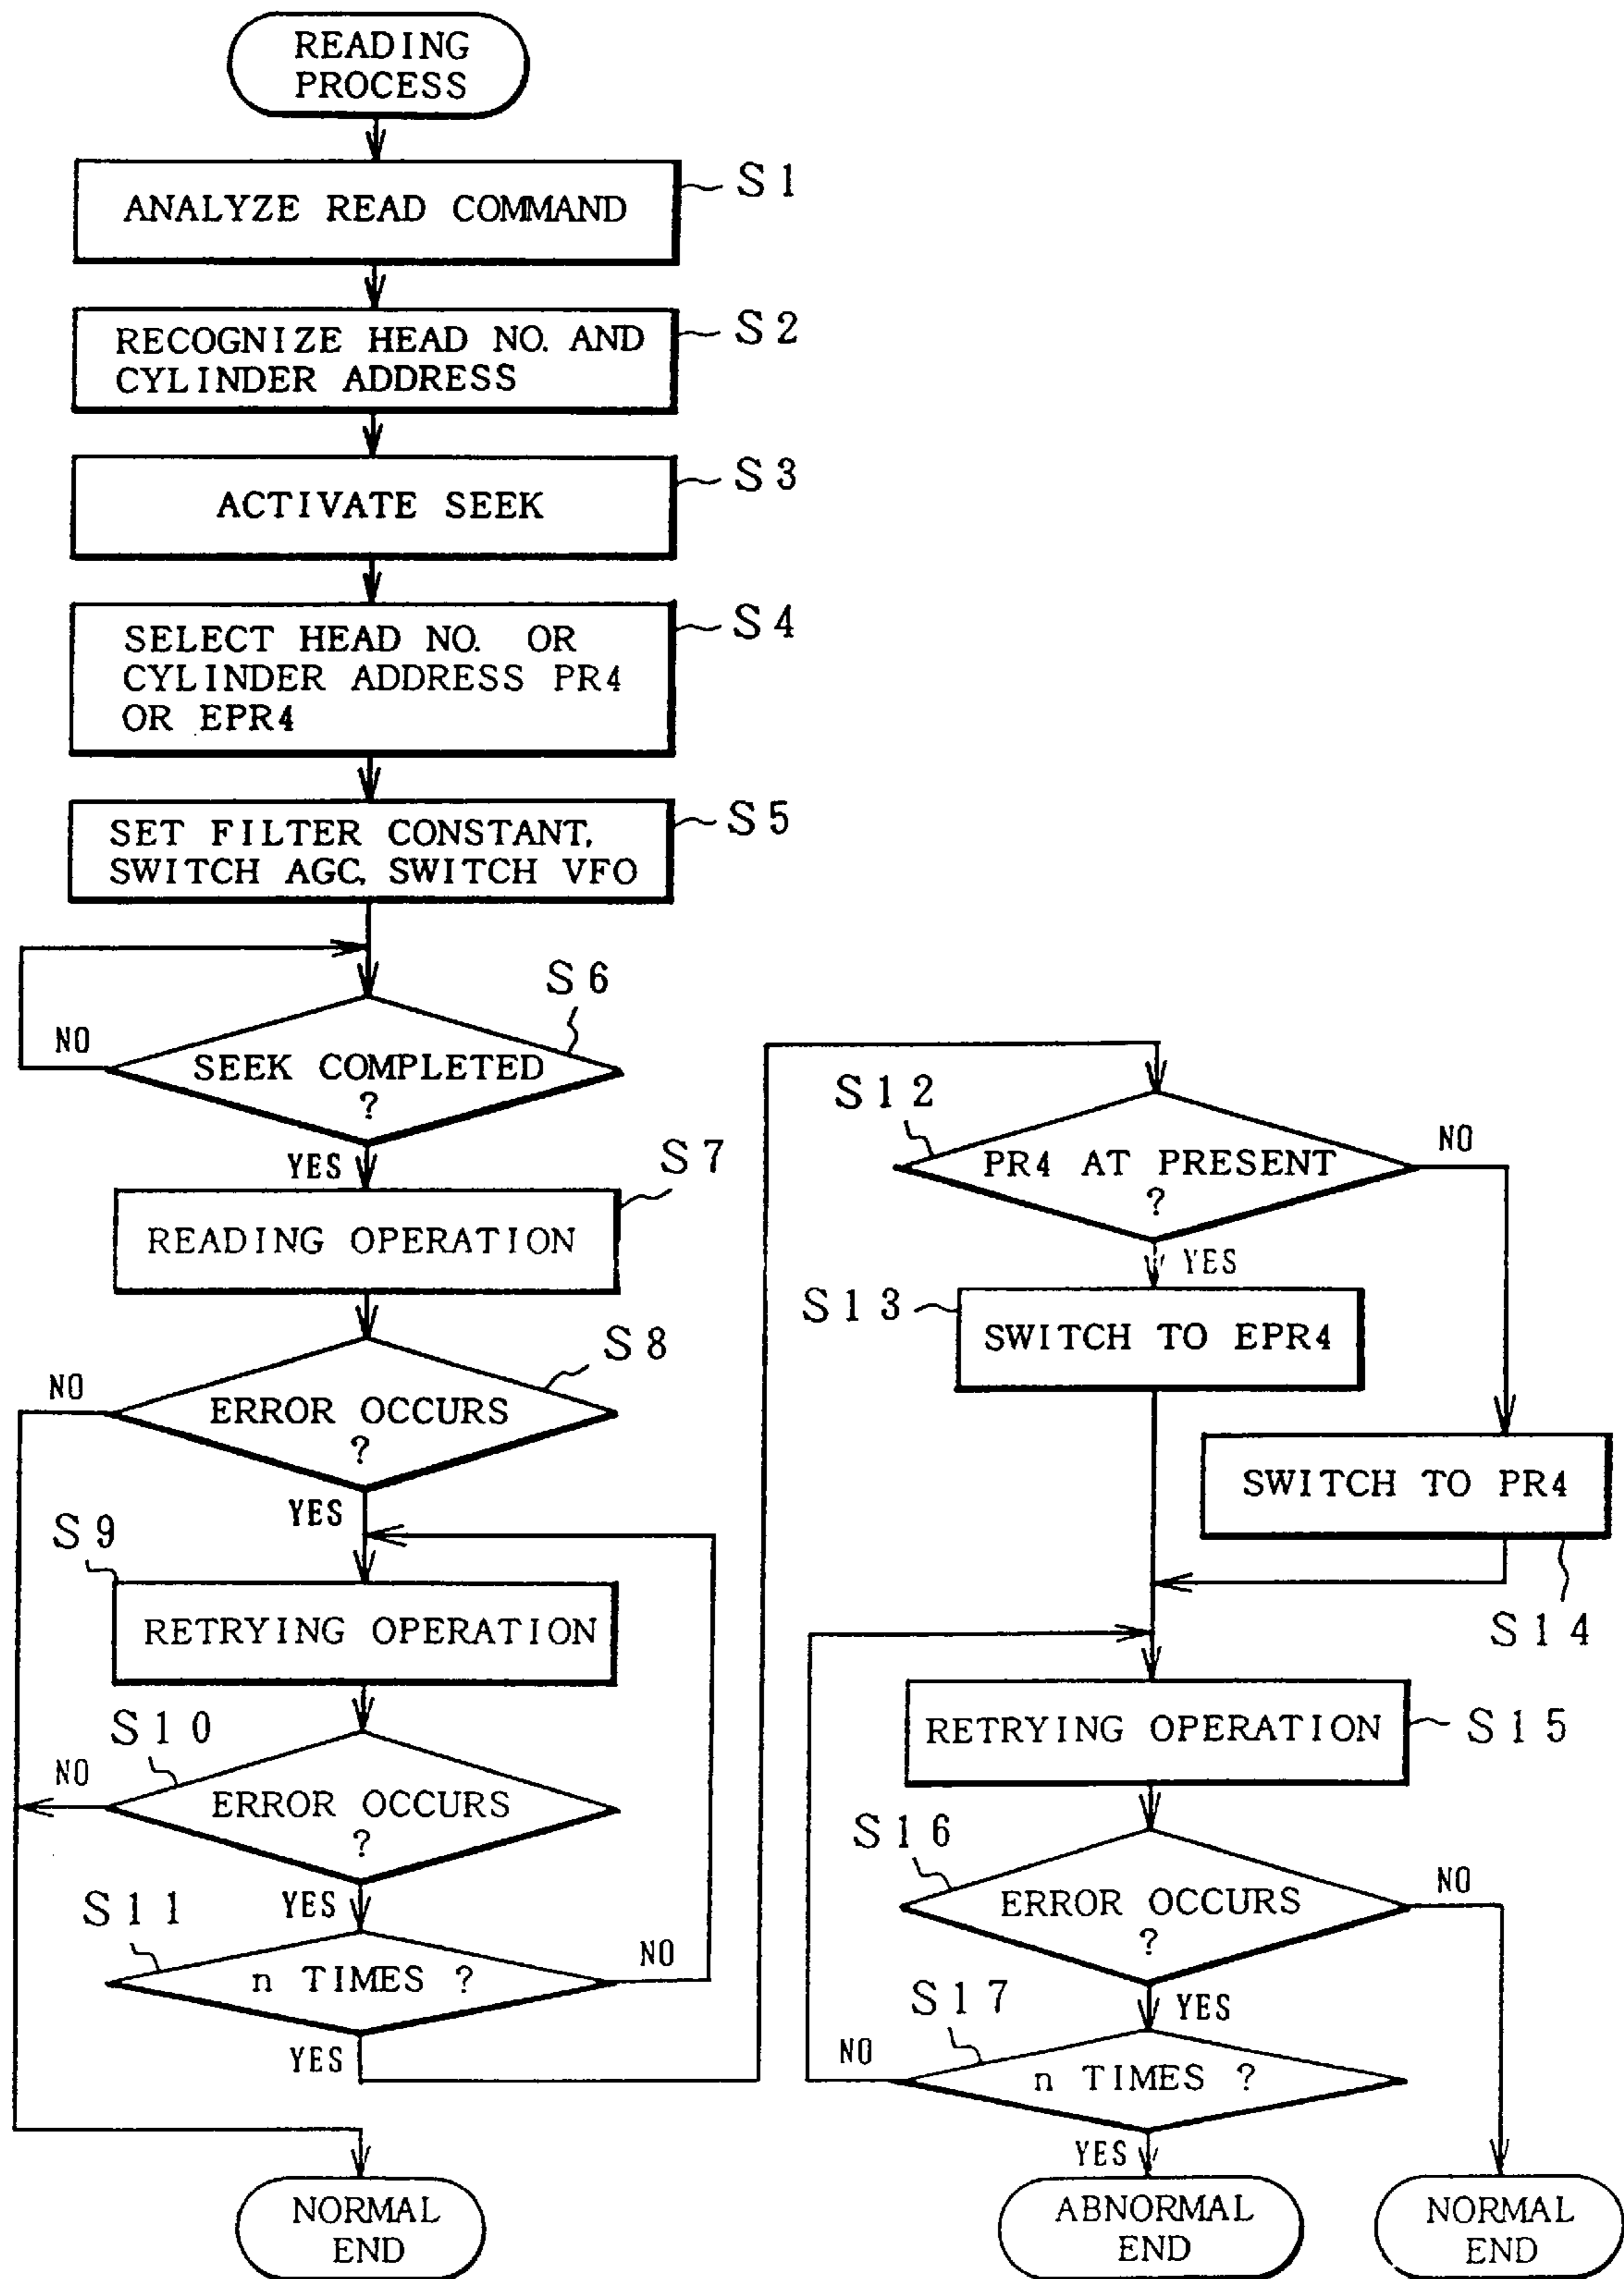 READING
PROCESS
S1
ANALYZE READ COMMAND
S2
RECOGNIZE HEAD NO. AND
CYLINDER ADDRESS
S3
ACTIVATE SEEK
S4
SELECT HEAD NO. OR
CYLINDER ADDRESS PR4
OR EPR4
S5
SET FILTER CONSTANT,
SWITCH AGC, SWITCH VFO
S6
NO
SEEK COMPLETED
?
YES
S7
READING OPERATION
S8
NO
ERROR OCCURS
?
YES
S9
RETRYING OPERATION
S10
NO
ERROR OCCURS
?
YES
S11
n TIMES ?
NO
YES
NORMAL
END
S12
PR4 AT PRESENT
?
NO
YES
S13
SWITCH TO EPR4
SWITCH TO PR4
S14
RETRYING OPERATION
S15
S16
ERROR OCCURS
?
NO
YES
S17
NO
n TIMES ?
YES
ABNORMAL
END
NORMAL
END